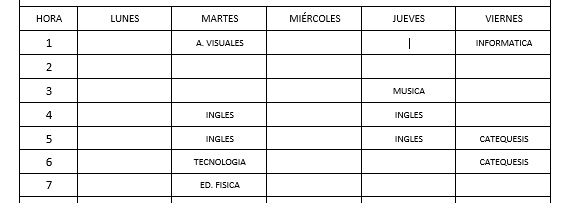 HORA LUNES MARTES MIÉRCOLES JUEVES VIERNES
1 A. VISUALES INFORMATICA
2
3 MUSICA
4 INGLES INGLES
5 INGLES INGLES CATEQUESIS
6 TECNOLOGIA CATEQUESIS
7 ED. FISICA